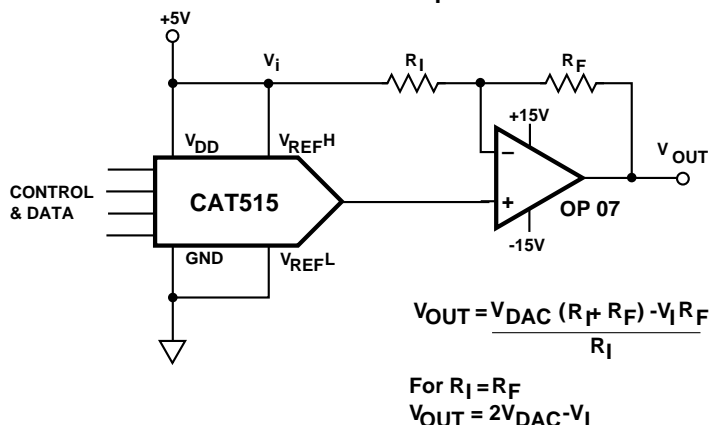 +5V
Vi
RI
RF
+15V
VDD
VREFH
–
VOUT
CONTROL
& DATA
CAT515
+
OP 07
-15V
GND
VREFL
VOUT = VDAC (RI+ RF) -VI RF
RI
For RI = RF
VOUT = 2VDAC-VI